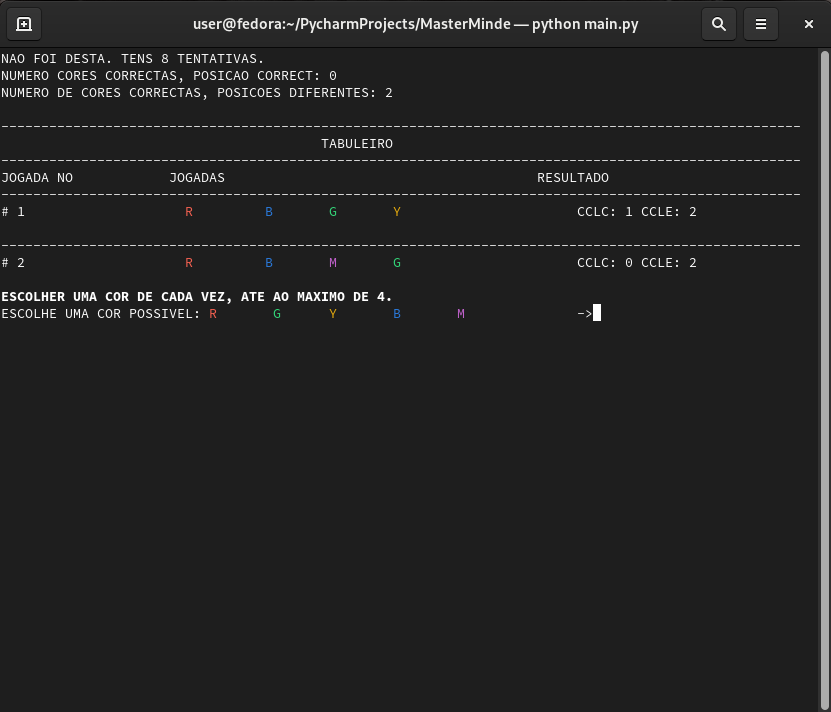 user@fedora:~/PycharmProjects/MasterMinde — python main.py
NAO FOI DESTA. TENS 8 TENTATIVAS.
NUMERO CORES CORRECTAS, POSICAO CORRECT: 0
NUMERO DE CORES CORRECTAS, POSICOES DIFERENTES: 2
----------------------------------------------------------------------------------------------------
TABULEIRO
----------------------------------------------------------------------------------------------------
JOGADA NO JOGADAS RESULTADO
----------------------------------------------------------------------------------------------------
# 1 R B G Y CCLC: 1 CCLE: 2
----------------------------------------------------------------------------------------------------
# 2 R B M G CCLC: 0 CCLE: 2
ESCOLHER UMA COR DE CADA VEZ, ATE AO MAXIMO DE 4.
ESCOLHE UMA COR POSSIVEL: R G Y B M ->